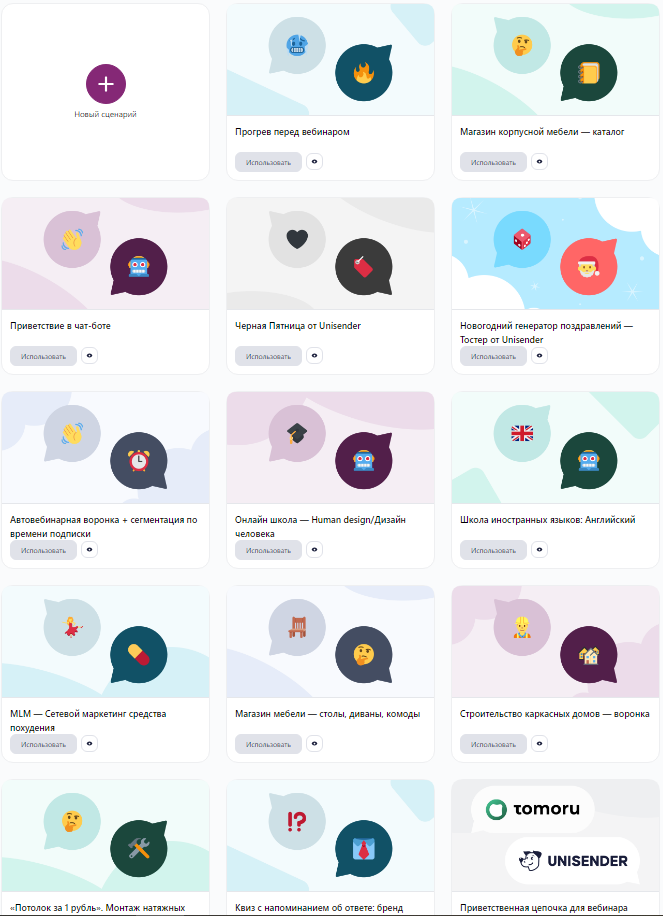 Новый сценарий
Прогрев перед вебинаром
Использовать
Магазин корпусной мебели — каталог
Использовать
Приветствие в чат-боте
Использовать
Черная Пятница от Unisender
Использовать
Новогодний генератор поздравлений —
Тостер от Unisender
Использовать
Автовебинарная воронка + сегментация по
времени подписки
Использовать
Онлайн школа — Human design/Дизайн
человека
Использовать
Школа иностранных языков: Английский
Использовать
MLM — Сетевой маркетинг средства
похудения
Использовать
Магазин мебели — столы, диваны, комоды
Использовать
Строительство каркасных домов — воронка
Использовать
«Потолок за 1 рубль». Монтаж натяжных
Квиз с напоминанием об ответе: бренд
tomoru
UNISENDER
Приветственная цепочка для вебинара